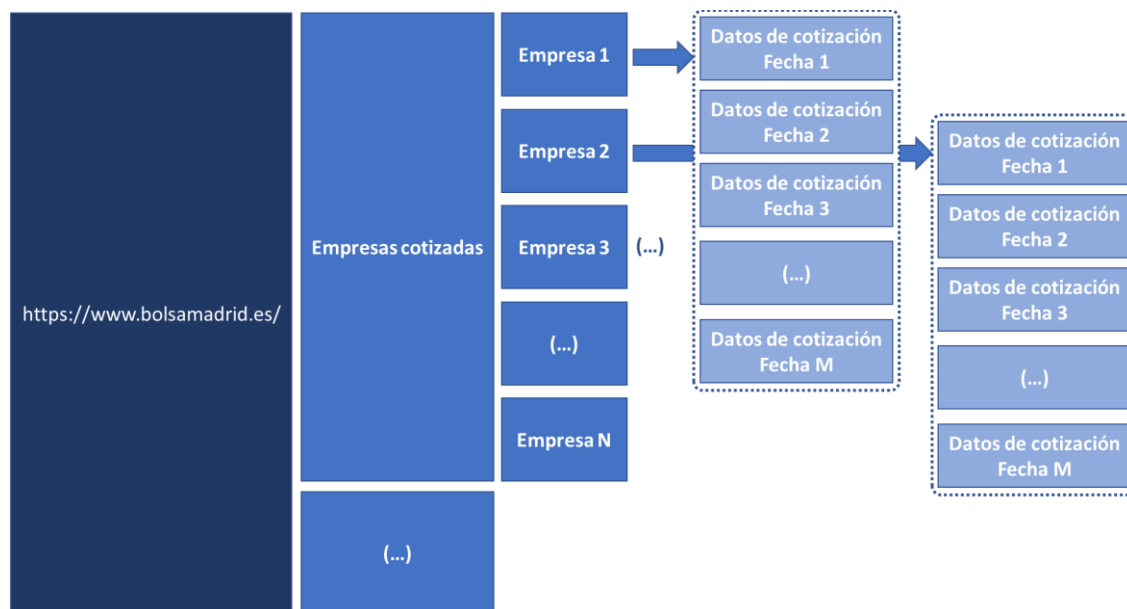 https://www.bolsamadrid.es/
Empresas cotizadas
(...)
Empresa 1
Empresa 2
Empresa 3
(...)
(...)
Empresa N
Datos de cotización
Fecha 1
Datos de cotización
Fecha 2
Datos de cotización
Fecha 3
(...)
Datos de cotización
Fecha M
Datos de cotización
Fecha 1
Datos de cotización
Fecha 2
Datos de cotización
Fecha 3
(...)
Datos de cotización
Fecha M